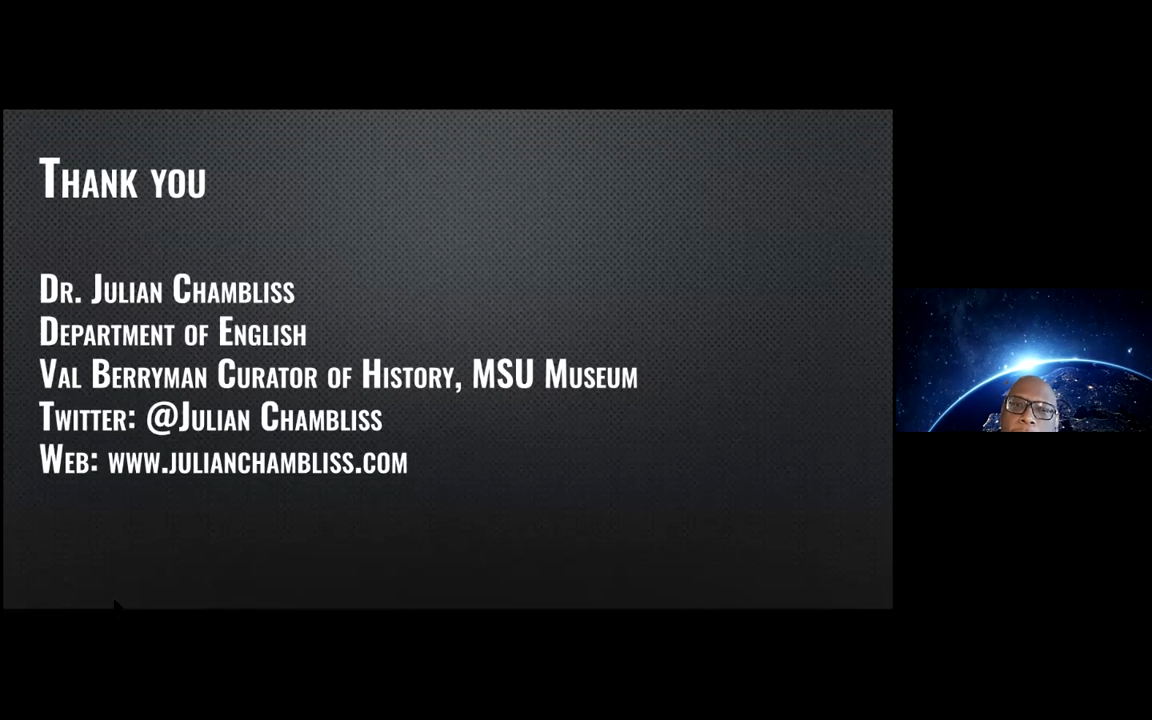 Thank you
Dr. Julian Chambliss
Department of English
Val Berryman Curator of History, MSU Museum
Twitter: @Julian Chambliss
Web: www.julianchambliss.com